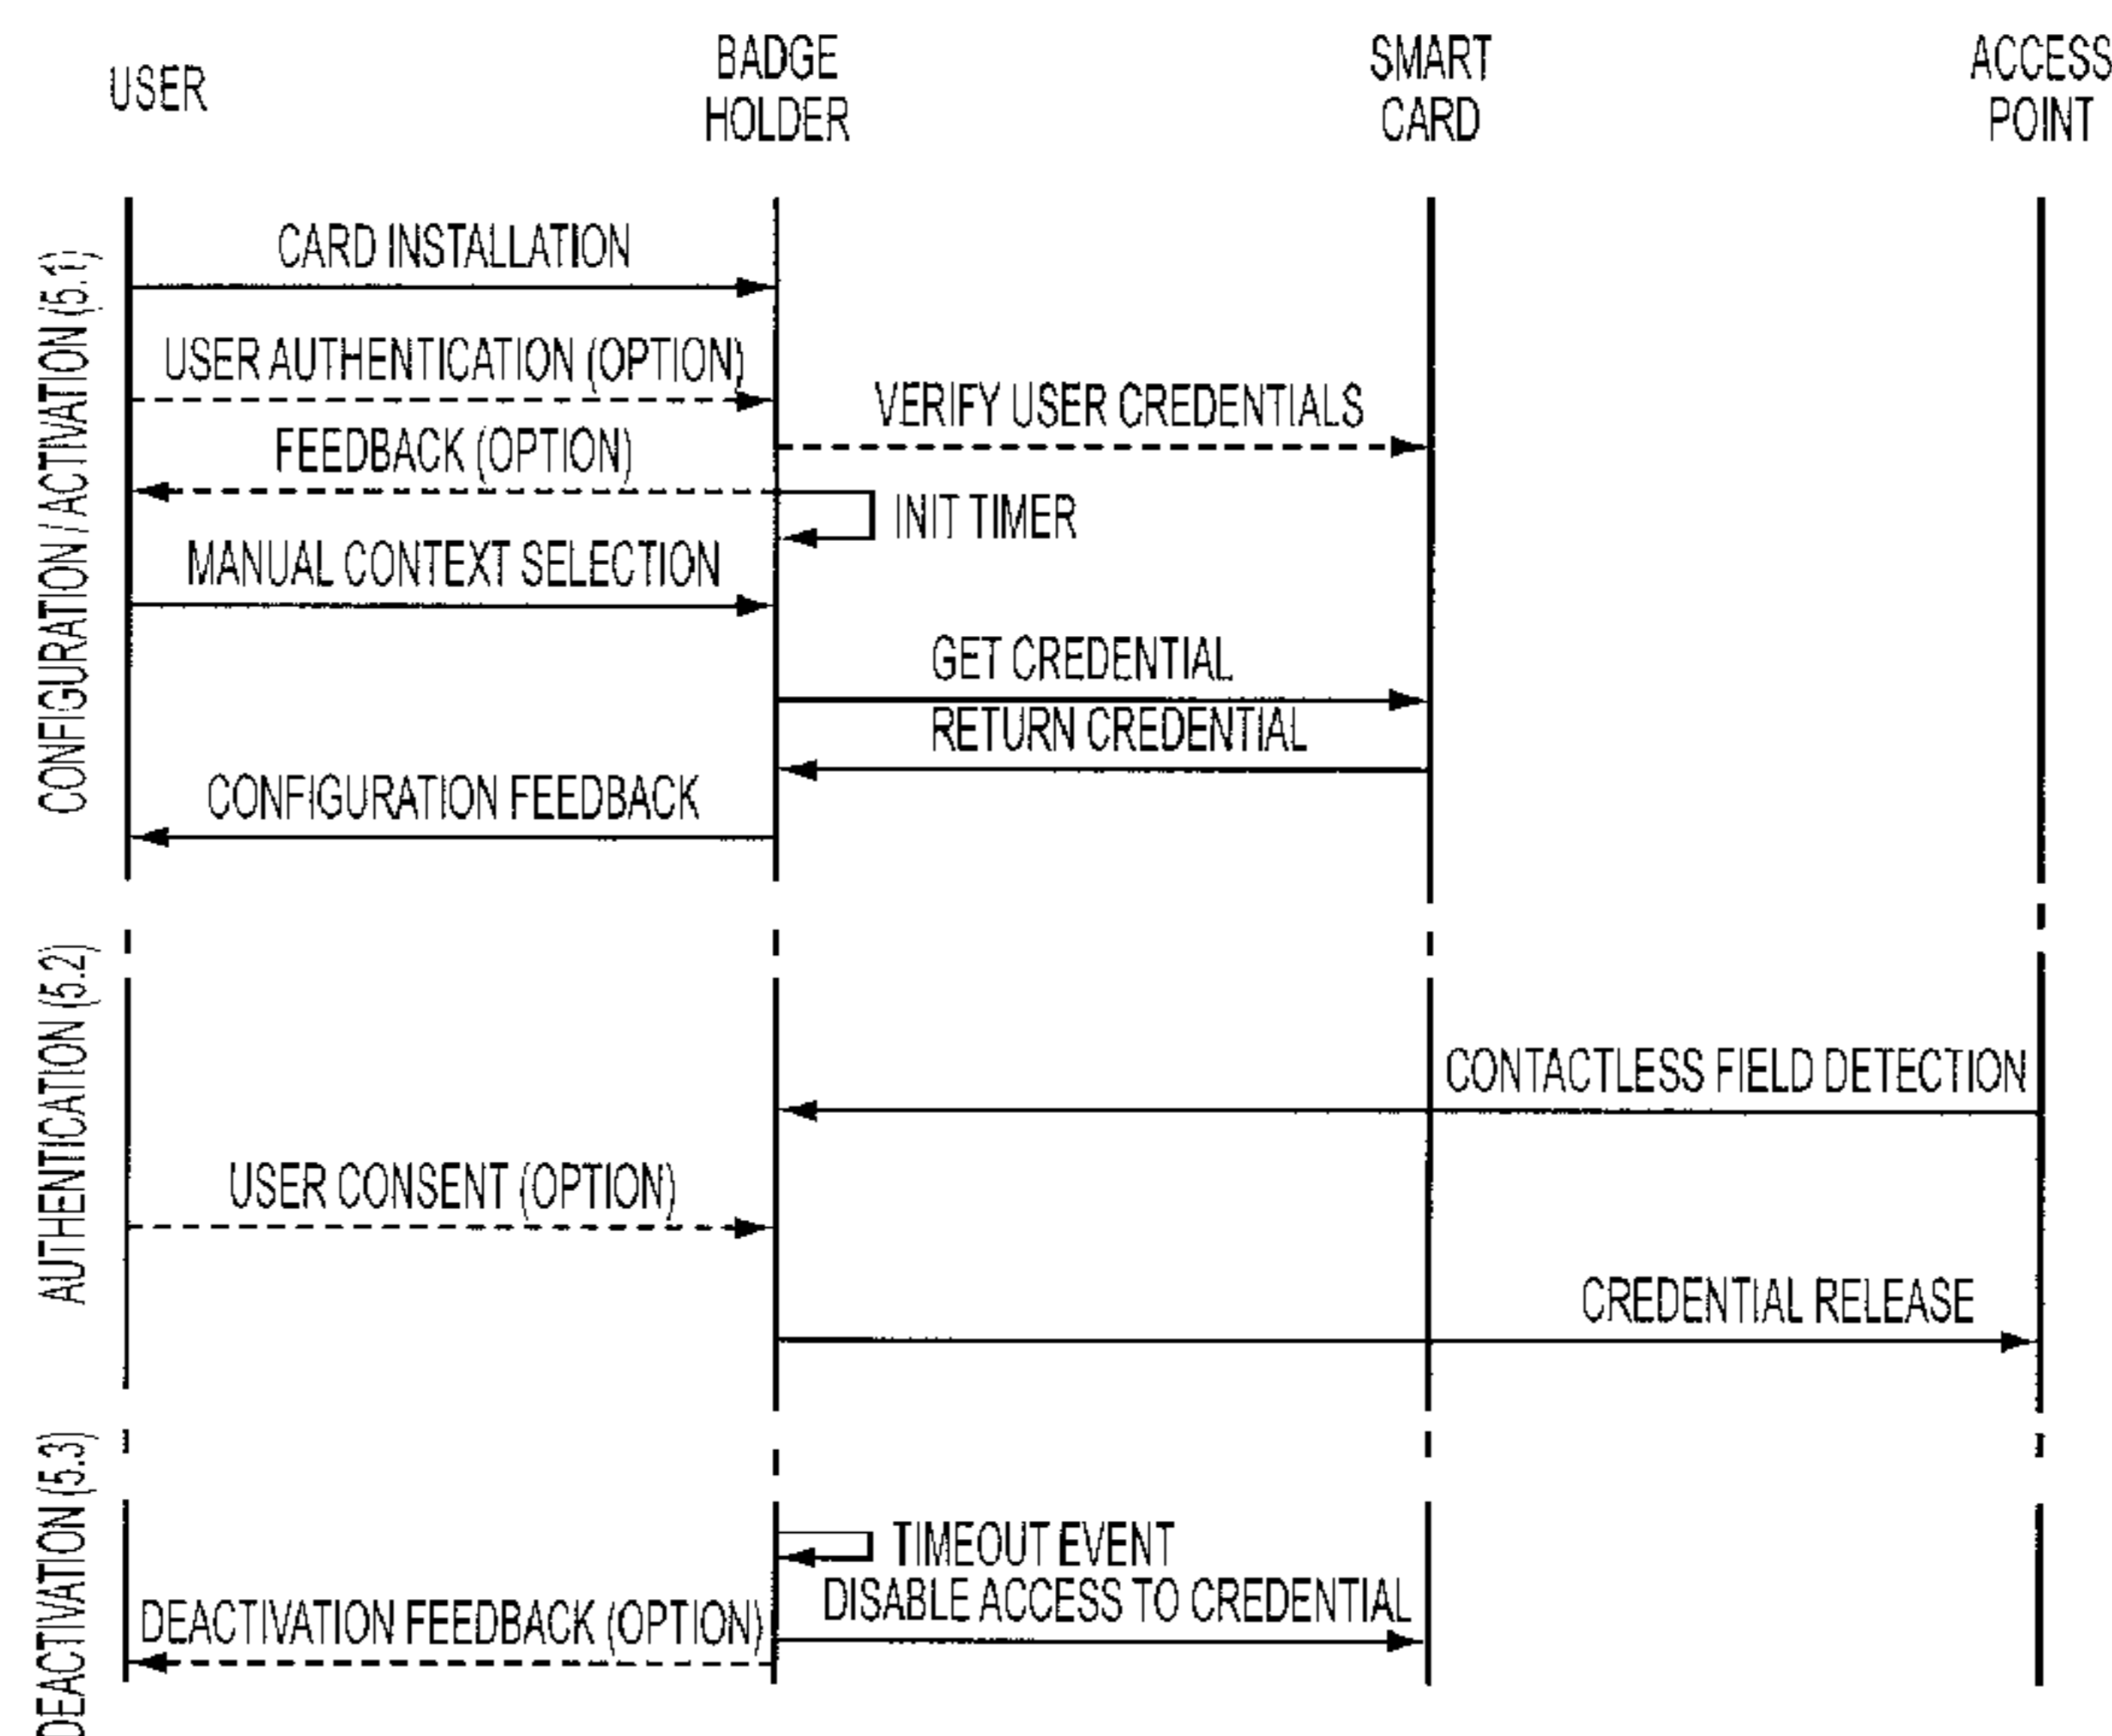 USER
BADGE
HOLDER
SMART
CARD
ACCESS
POINT
CONFIGURATION / ACTIVATION (5.1)
CARD INSTALLATION
USER AUTHENTICATION (OPTION)
VERIFY USER CREDENTIALS
FEEDBACK (OPTION)
INIT TIMER
MANUAL CONTEXT SELECTION
GET CREDENTIAL
RETURN CREDENTIAL
CONFIGURATION FEEDBACK
AUTHENTICATION (5.2)
CONTACTLESS FIELD DETECTION
USER CONSENT (OPTION)
CREDENTIAL RELEASE
DEACTIVATION (5.3)
TIMEOUT EVENT
DISABLE ACCESS TO CREDENTIAL
DEACTIVATION FEEDBACK (OPTION)